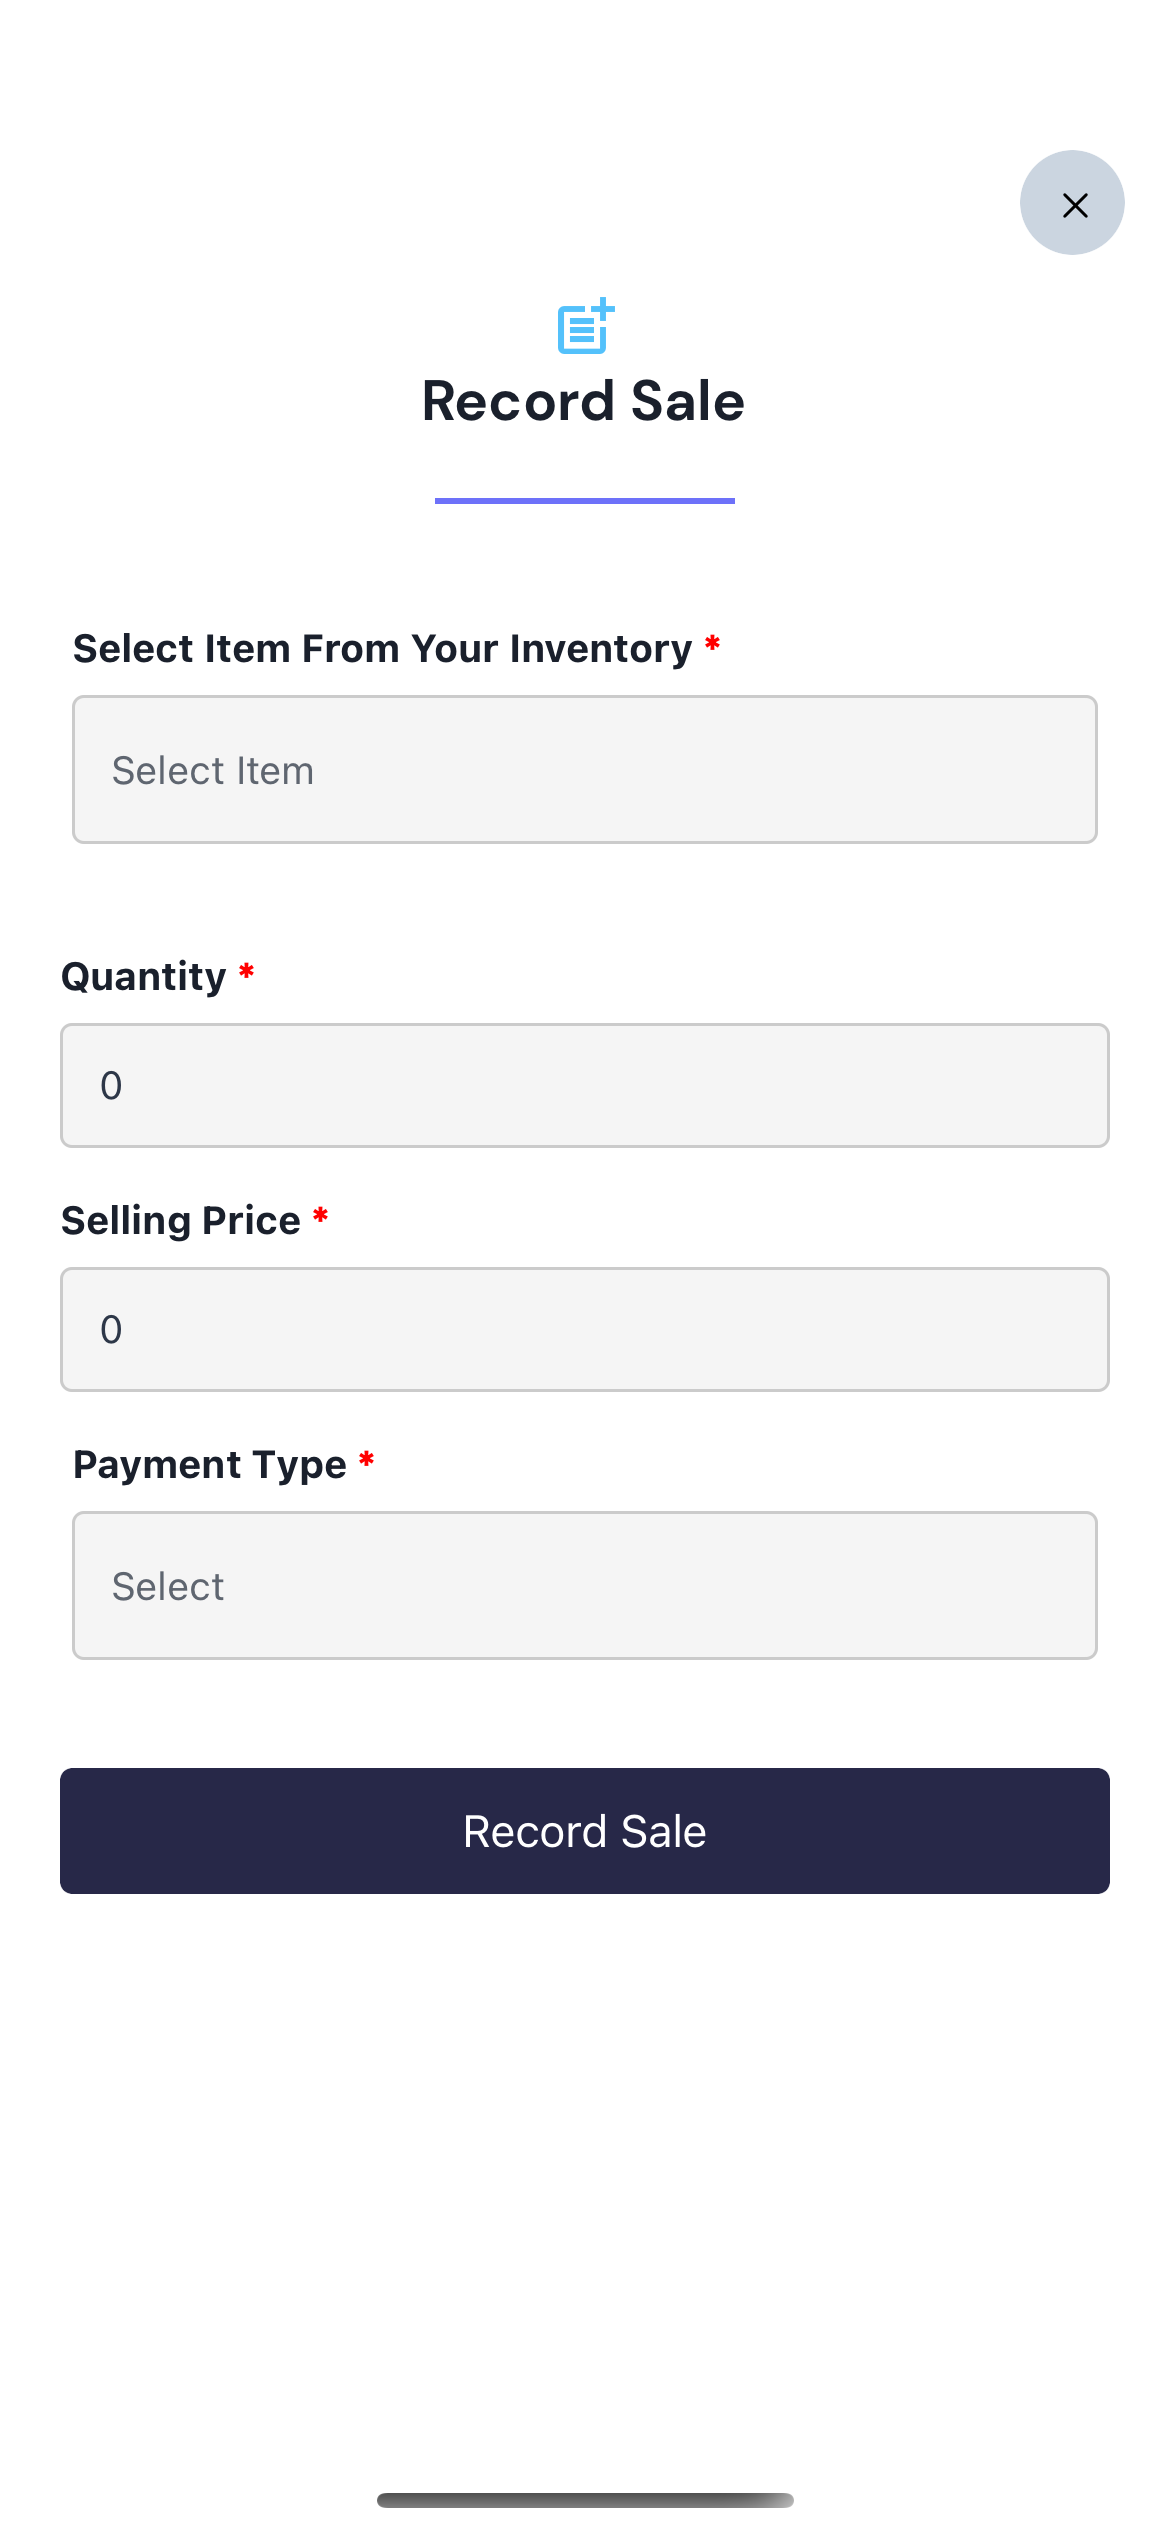 Record Sale
Select Item From Your Inventory *
Select Item
Quantity *
0
Selling Price *
0
Payment Type *
Select
Record Sale